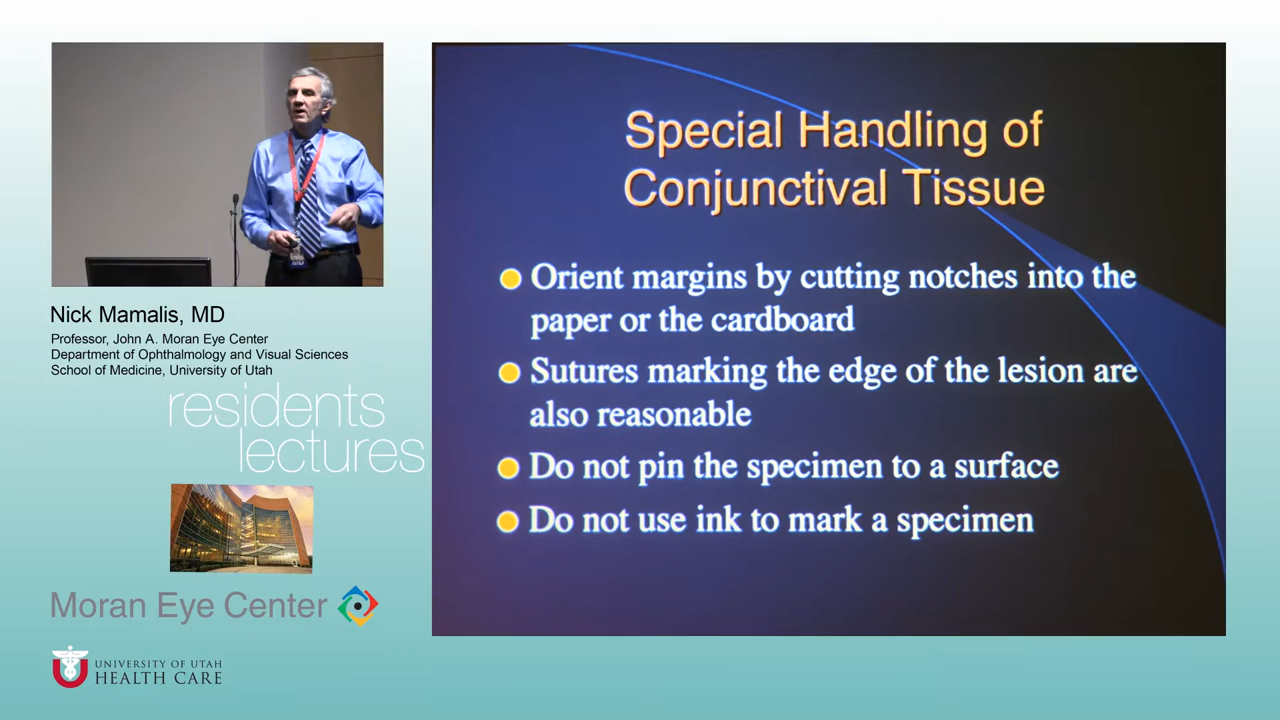 Nick Mamalis, MD
Professor, John A. Moran Eye Center
Department of Ophthalmology and Visual Sciences
School of Medicine, University of Utah
residents
lectures
Moran Eye Center
UNIVERSITY OF UTAH
HEALTH CARE
Special Handling of
Conjunctival Tissue
Orient margins by cutting notches into the
paper or the cardboard
Sutures marking the edge of the lesion are
also reasonable
Do not pin the specimen to a surface
Do not use ink to mark a specimen